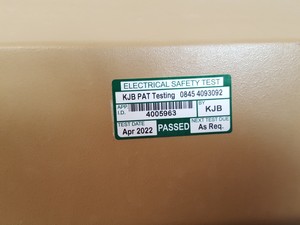 ELECTRICAL SAFETY TEST
KJB PAT Testing 0845 4093092
APP. I.D. 4005963 BY KJB
TEST DATE Apr 2022 PASSED NEXT TEST DUE As Req.